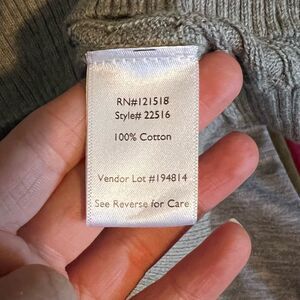 RN#121518
Style# 22516
100% Cotton
Vendor Lot #194814
See Reverse for Care